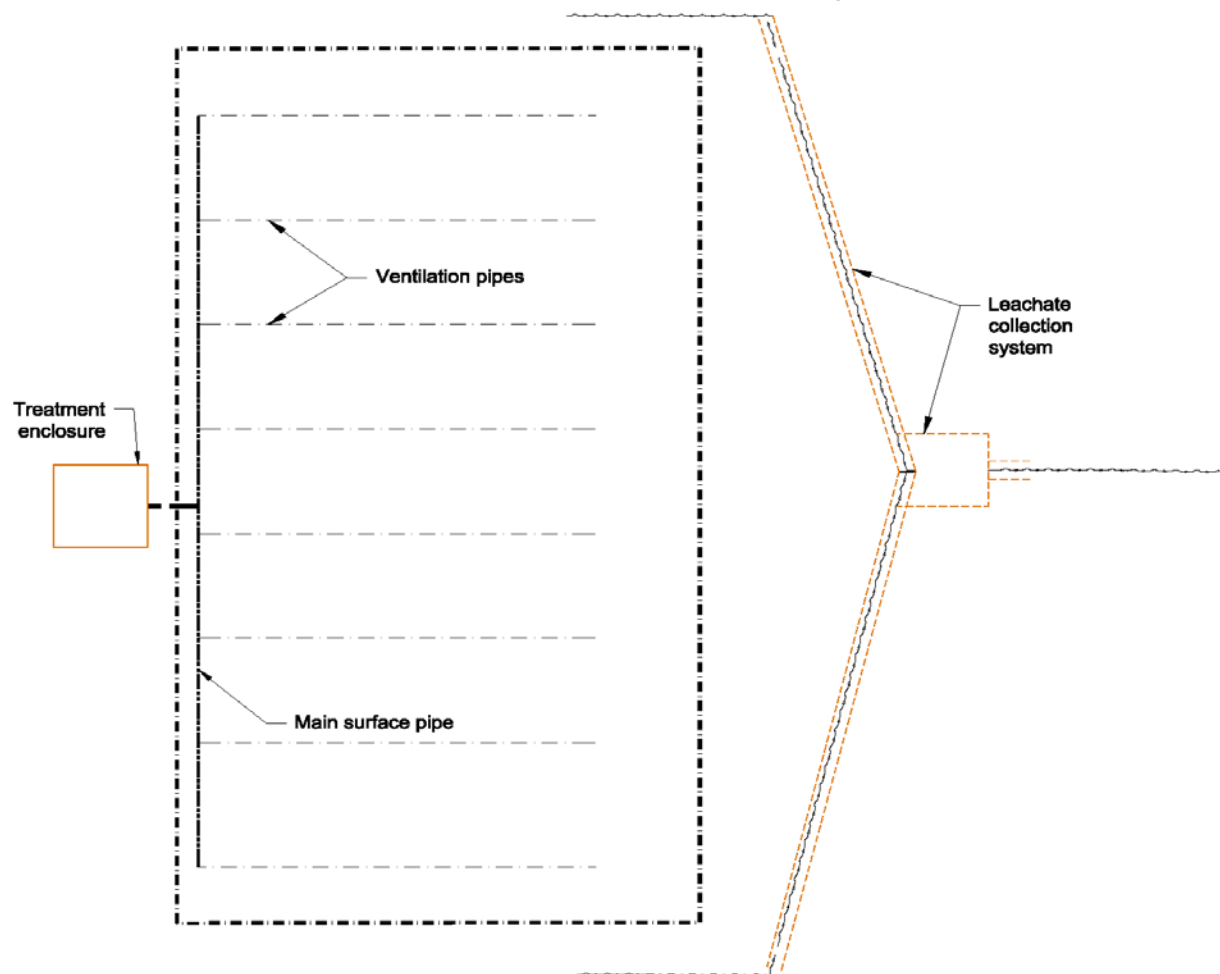 Ventilation pipes
Leachate
collection
system
Treatment
enclosure
Main surface pipe